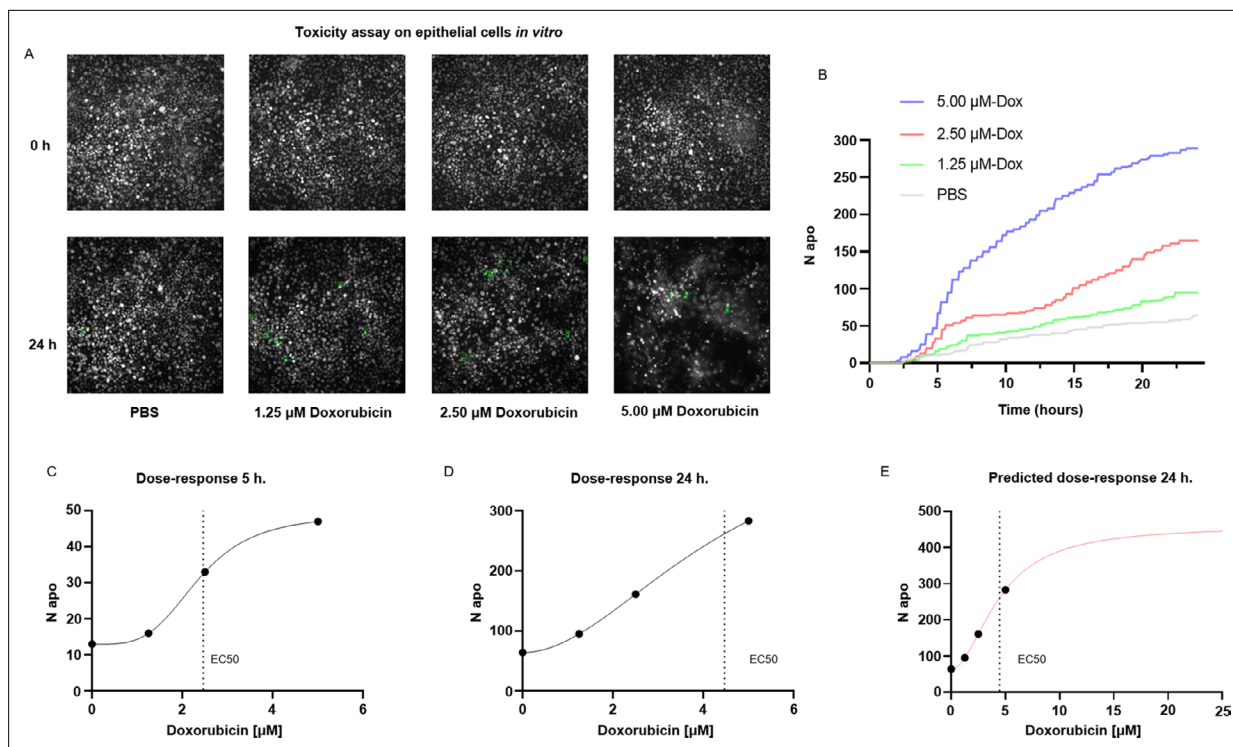 Toxicity assay on epithelial cells in vitro
A
0 h
24 h
PBS
1.25 µM Doxorubicin
2.50 µM Doxorubicin
5.00 µM Doxorubicin
B
5.00 µM-Dox
2.50 µM-Dox
1.25 µM-Dox
PBS
300
250
200
150
100
50
0
N apo
0
5
10
15
20
Time (hours)
C
Dose-response 5 h.
50
40
30
20
10
0
N apo
EC50
0
2
4
6
Doxorubicin [µM]
D
Dose-response 24 h.
300
200
100
0
N apo
EC50
0
2
4
6
Doxorubicin [µM]
E
Predicted dose-response 24 h.
500
400
300
200
100
0
N apo
EC50
0
5
10
15
20
25
Doxorubicin [µM]